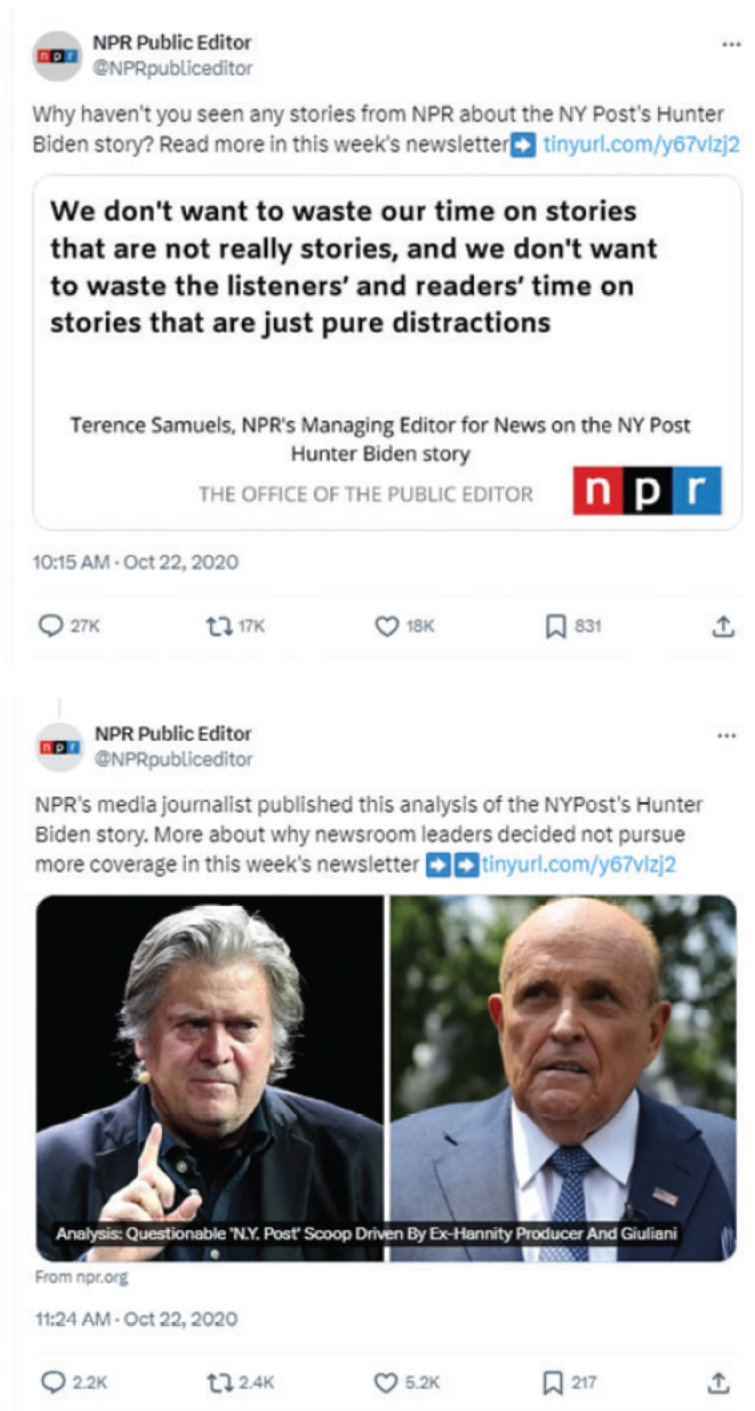 npr
NPR Public Editor
@NPRpubliceditor
Why haven't you seen any stories from NPR about the NY Post's Hunter
Biden story? Read more in this week's newsletter➡️ tinyurl.com/y67vlzj2
We don't want to waste our time on stories
that are not really stories, and we don't want
to waste the listeners' and readers' time on
stories that are just pure distractions
Terence Samuels, NPR's Managing Editor for News on the NY Post
Hunter Biden story
THE OFFICE OF THE PUBLIC EDITOR
npr
10:15 AM · Oct 22, 2020
27K 17K 18K 831
npr
NPR Public Editor
@NPRpubliceditor
NPR's media journalist published this analysis of the NYPost's Hunter
Biden story. More about why newsroom leaders decided not pursue
more coverage in this week's newsletter ➡️➡️tinyurl.com/y67vlzj2
Analysis: Questionable 'N.Y. Post' Scoop Driven By Ex-Hannity Producer And Giuliani
From npr.org
11:24 AM · Oct 22, 2020
2.2K 2.4K 5.2K 217